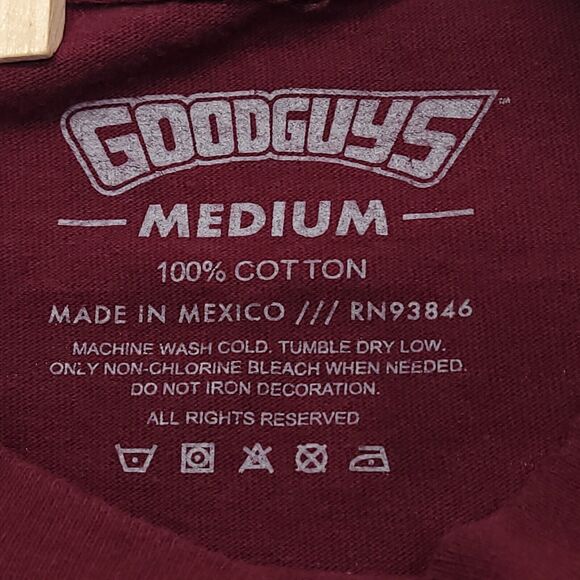 GOODGUYS™
MEDIUM
100% COTTON
MADE IN MEXICO /// RN93846
MACHINE WASH COLD. TUMBLE DRY LOW.
ONLY NON-CHLORINE BLEACH WHEN NEEDED.
DO NOT IRON DECORATION.
ALL RIGHTS RESERVED